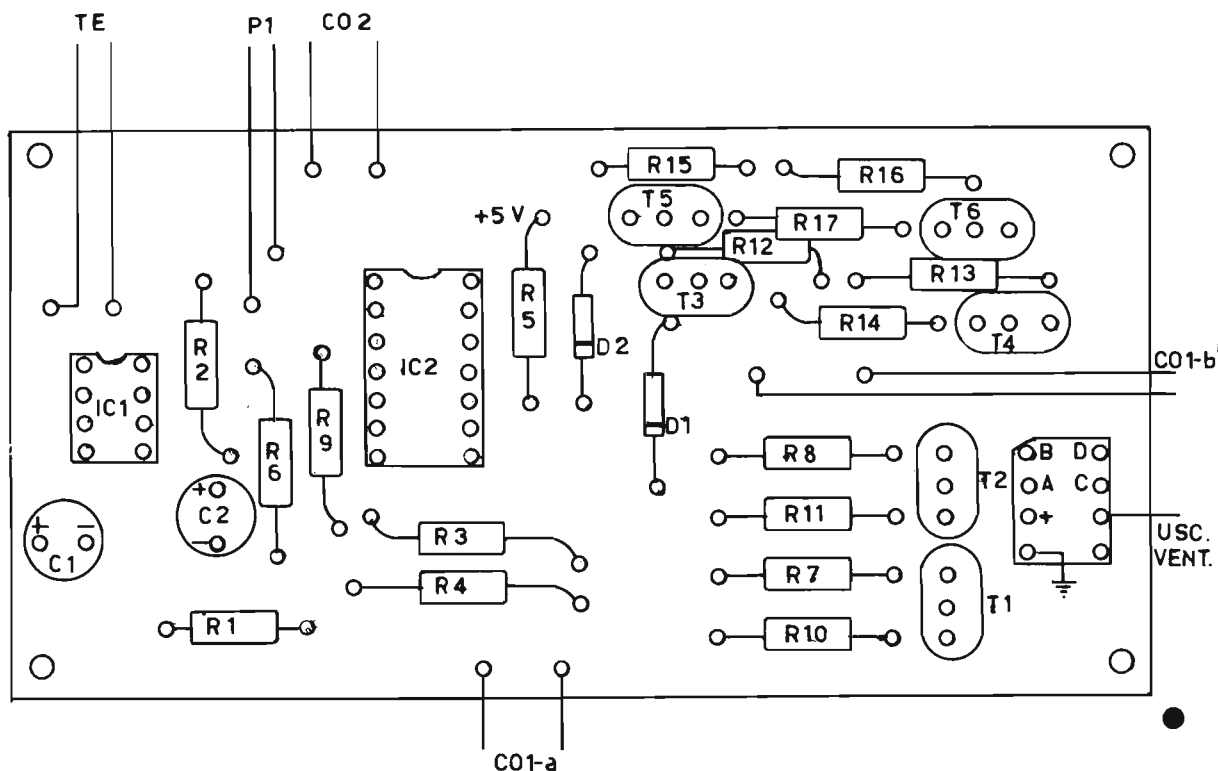 TE P1 CO2
R15
R16
T5
+5 V
R17
T6
R12
R13
R5
T3
R14
T4
R2
D2
IC2
CO1-b
IC1
R9
D1
R6
R8
B D
T2
A C
C2
+
-
R11
+
USC.
VENT.
+ -
C1
R3
R4
R7
T1
R1
R10
CO1-a